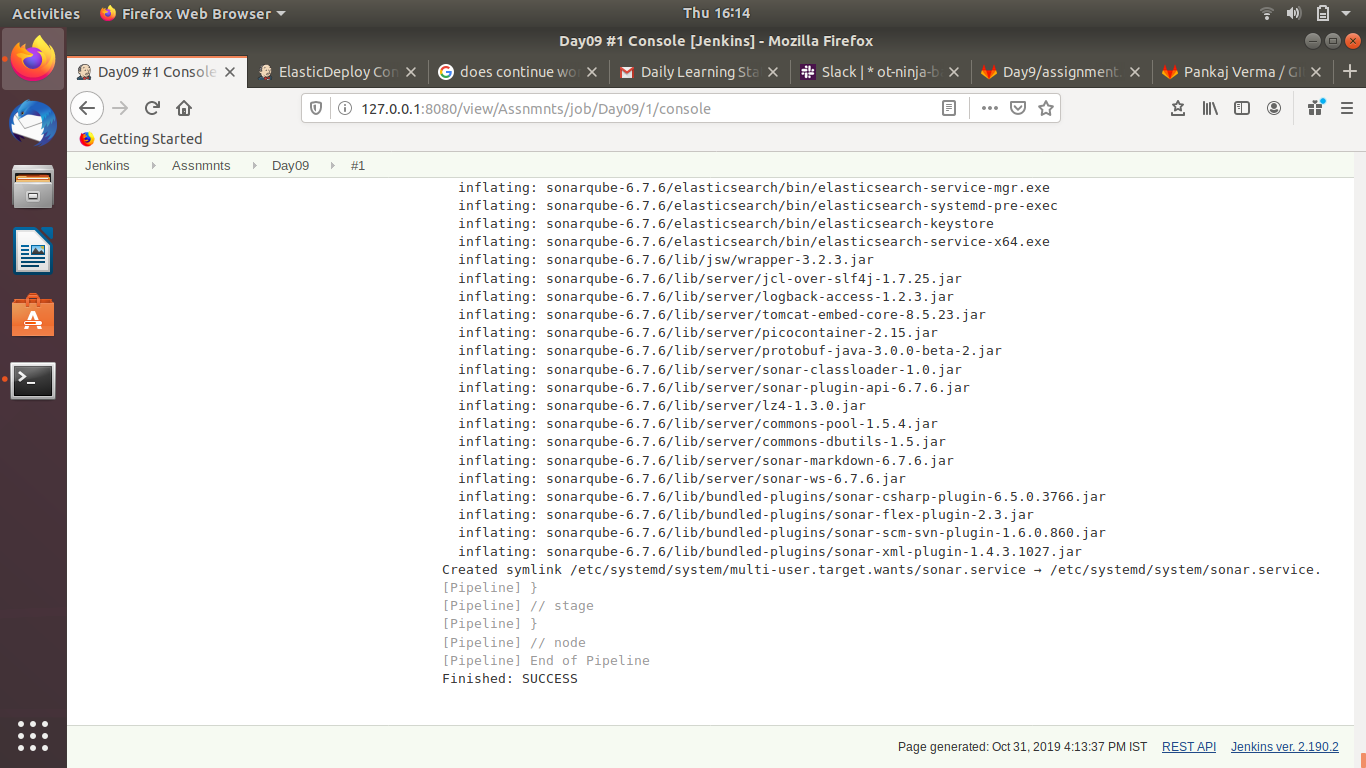 Activities Firefox Web Browser Thu 16:14
Day09 #1 Console [Jenkins] - Mozilla Firefox
Day09 #1 Console ElasticDeploy Con does continue wo Daily Learning Sta Slack | * ot-ninja-b Day9/assignment. Pankaj Verma / GI
127.0.0.1:8080/view/Assnmnts/job/Day09/1/console
Getting Started
Jenkins Assnmnts Day09 #1
inflating: sonarqube-6.7.6/elasticsearch/bin/elasticsearch-service-mgr.exe
inflating: sonarqube-6.7.6/elasticsearch/bin/elasticsearch-systemd-pre-exec
inflating: sonarqube-6.7.6/elasticsearch/bin/elasticsearch-keystore
inflating: sonarqube-6.7.6/elasticsearch/bin/elasticsearch-service-x64.exe
inflating: sonarqube-6.7.6/lib/jsw/wrapper-3.2.3.jar
inflating: sonarqube-6.7.6/lib/server/jcl-over-slf4j-1.7.25.jar
inflating: sonarqube-6.7.6/lib/server/logback-access-1.2.3.jar
inflating: sonarqube-6.7.6/lib/server/tomcat-embed-core-8.5.23.jar
inflating: sonarqube-6.7.6/lib/server/picocontainer-2.15.jar
inflating: sonarqube-6.7.6/lib/server/protobuf-java-3.0.0-beta-2.jar
inflating: sonarqube-6.7.6/lib/server/sonar-classloader-1.0.jar
inflating: sonarqube-6.7.6/lib/server/sonar-plugin-api-6.7.6.jar
inflating: sonarqube-6.7.6/lib/server/lz4-1.3.0.jar
inflating: sonarqube-6.7.6/lib/server/commons-pool-1.5.4.jar
inflating: sonarqube-6.7.6/lib/server/commons-dbutils-1.5.jar
inflating: sonarqube-6.7.6/lib/server/sonar-markdown-6.7.6.jar
inflating: sonarqube-6.7.6/lib/server/sonar-ws-6.7.6.jar
inflating: sonarqube-6.7.6/lib/bundled-plugins/sonar-csharp-plugin-6.5.0.3766.jar
inflating: sonarqube-6.7.6/lib/bundled-plugins/sonar-flex-plugin-2.3.jar
inflating: sonarqube-6.7.6/lib/bundled-plugins/sonar-scm-svn-plugin-1.6.0.860.jar
inflating: sonarqube-6.7.6/lib/bundled-plugins/sonar-xml-plugin-1.4.3.1027.jar
Created symlink /etc/systemd/system/multi-user.target.wants/sonar.service → /etc/systemd/system/sonar.service.
[Pipeline] }
[Pipeline] // stage
[Pipeline] }
[Pipeline] // node
[Pipeline] End of Pipeline
Finished: SUCCESS
Page generated: Oct 31, 2019 4:13:37 PM IST REST API Jenkins ver. 2.190.2